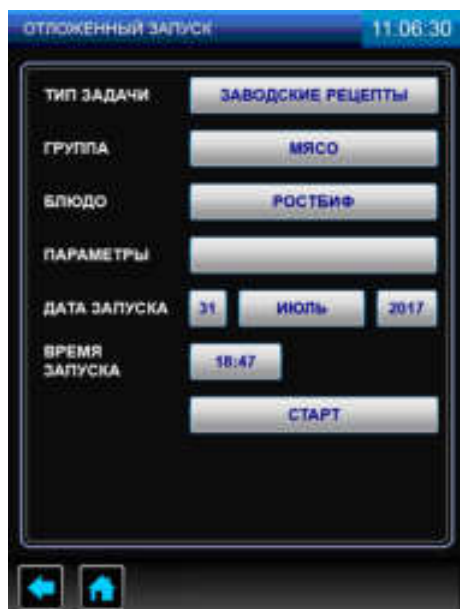 ОТЛОЖЕННЫЙ ЗАПУСК 11:06:30
ТИП ЗАДАЧИ ЗАВОДСКИЕ РЕЦЕПТЫ
ГРУППА МЯСО
БЛЮДО РОСТБИФ
ПАРАМЕТРЫ
ДАТА ЗАПУСКА 31 ИЮЛЬ 2017
ВРЕМЯ
ЗАПУСКА 18:47
СТАРТ